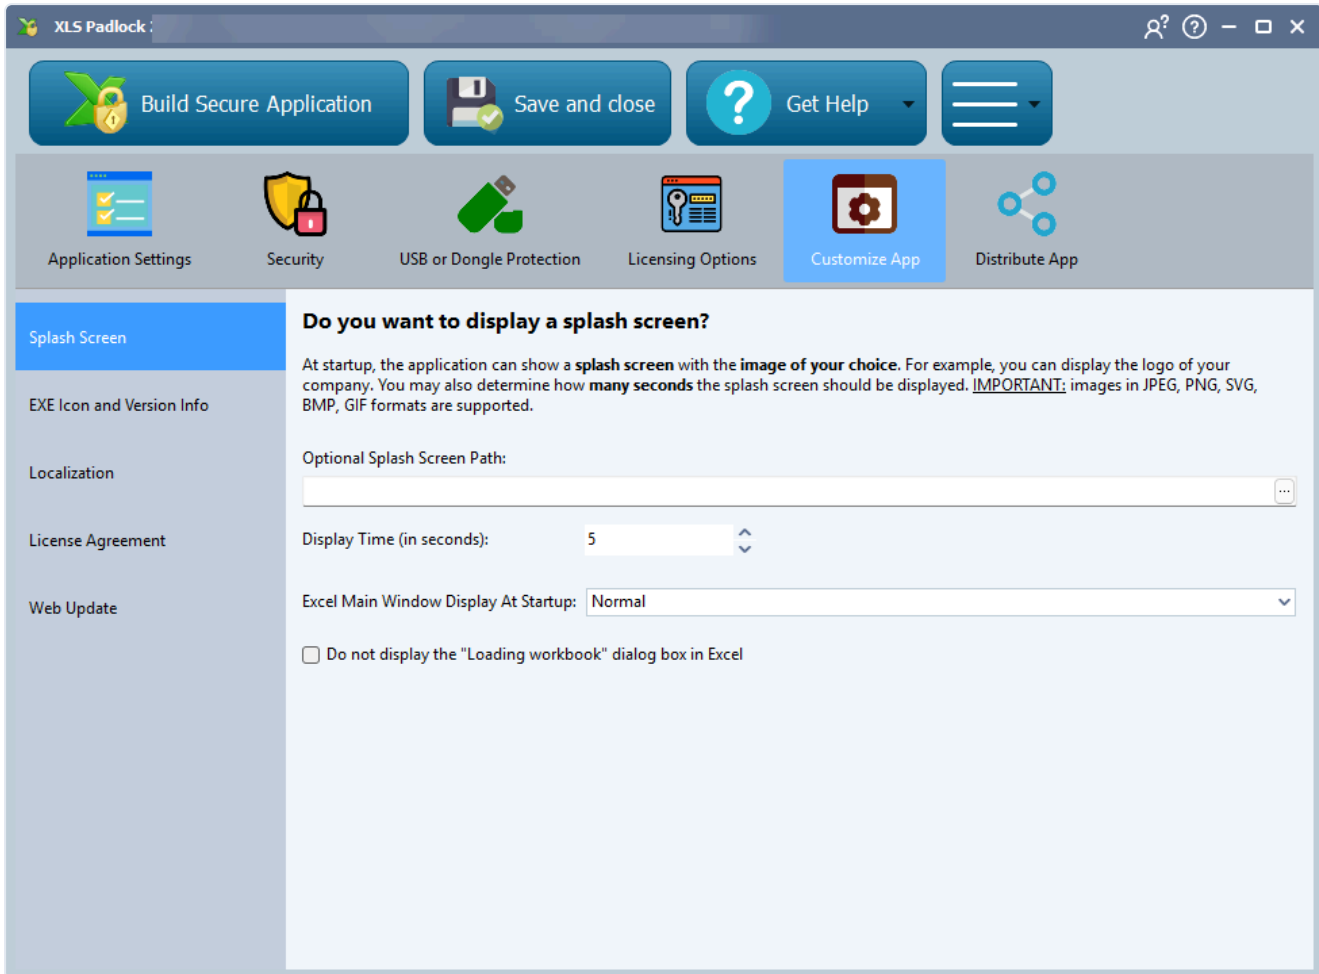 XLS Padlock
Build Secure Application
Save and close
Get Help
Application Settings
Security
USB or Dongle Protection
Licensing Options
Customize App
Distribute App
Splash Screen
EXE Icon and Version Info
Localization
License Agreement
Web Update
Do you want to display a splash screen?
At startup, the application can show a splash screen with the image of your choice. For example, you can display the logo of your
company. You may also determine how many seconds the splash screen should be displayed. IMPORTANT: images in JPEG, PNG, SVG,
BMP, GIF formats are supported.
Optional Splash Screen Path:
...
Display Time (in seconds): 5
Excel Main Window Display At Startup: Normal
Do not display the "Loading workbook" dialog box in Excel